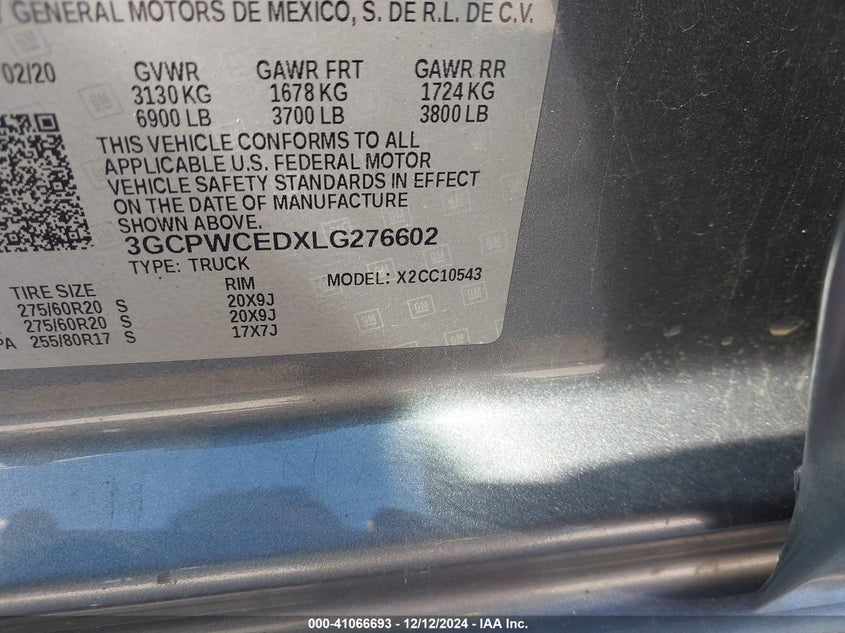 GENERAL MOTORS DE MEXICO, S. DE R.L. DE C.V.
02/20 GVWR GAWR FRT GAWR RR
3130 KG 1678 KG 1724 KG
6900 LB 3700 LB 3800 LB
THIS VEHICLE CONFORMS TO ALL
APPLICABLE U.S. FEDERAL MOTOR
VEHICLE SAFETY STANDARDS IN EFFECT
ON THE DATE OF MANUFACTURE
SHOWN ABOVE.
3GCPWCEDXLG276602
TYPE: TRUCK MODEL: X2CC10543
TIRE SIZE RIM
275/60R20 S 20X9J
275/60R20 S 20X9J
PA 255/80R17 S 17X7J
000-41066693 - 12/12/2024 - IAA Inc.